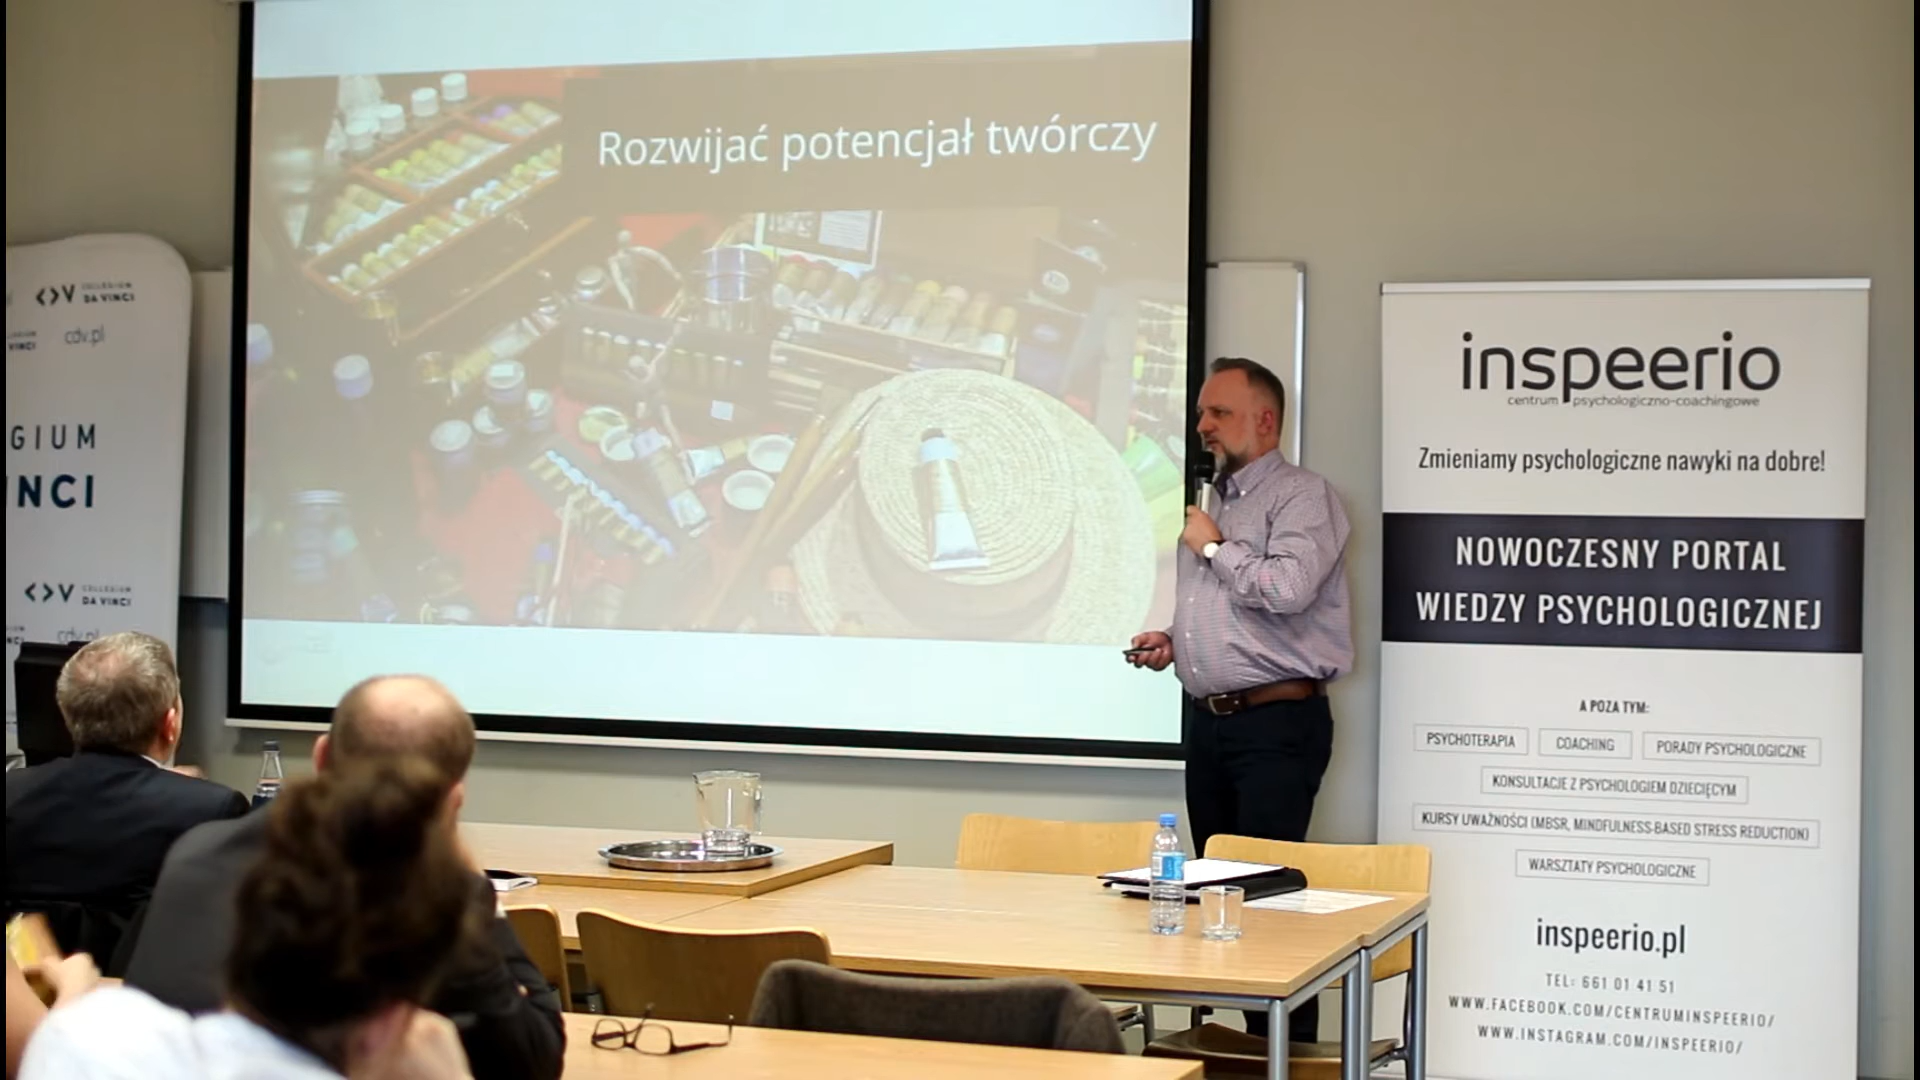 Rozwijać potencjał twórczy
COLLEGIUM
DA VINCI
cdv.pl
GIUM
INCI
COLLEGIUM
DA VINCI
cdv.pl
inspeerio
centrum psychologiczno-coachingowe
Zmieniamy psychologiczne nawyki na dobre!
NOWOCZESNY PORTAL
WIEDZY PSYCHOLOGICZNEJ
A POZA TYM:
PSYCHOTERAPIA COACHING PORADY PSYCHOLOGICZNE
KONSULTACJE Z PSYCHOLOGIEM DZIECIĘCYM
KURSY UWAŻNOŚCI (MBSR, MINDFULNESS-BASED STRESS REDUCTION)
WARSZTATY PSYCHOLOGICZNE
inspeerio.pl
TEL: 661 01 41 51
WWW.FACEBOOK.COM/CENTRUMINSPEERIO/
WWW.INSTAGRAM.COM/INSPEERIO/